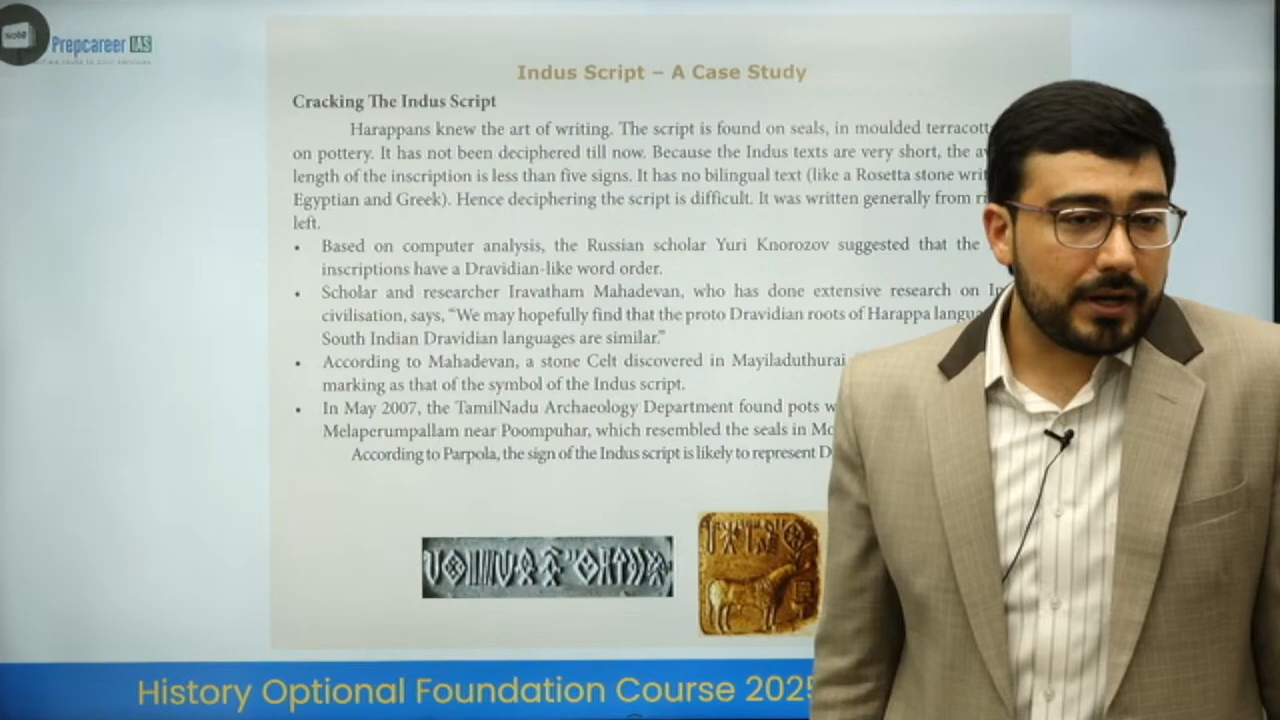 Prepcareer IAS
Indus Script – A Case Study
Cracking The Indus Script
Harappans knew the art of writing. The script is found on seals, in moulded
on pottery. It has not been deciphered till now. Because the Indus texts are very short, the
length of the inscription is less than five signs. It has no bilingual text (like a Rosetta stone
Egyptian and Greek). Hence deciphering the script is difficult. It was written generally from
left.
• Based on computer analysis, the Russian scholar Yuri Knorozov suggested that the
inscriptions have a Dravidian-like word order.
• Scholar and researcher Iravatham Mahadevan, who has done extensive research on
civilisation, says, “We may hopefully find that the proto Dravidian roots of Harappa
South Indian Dravidian languages are similar.”
• According to Mahadevan, a stone Celt discovered in Mayiladuthurai
marking as that of the symbol of the Indus script.
• In May 2007, the TamilNadu Archaeology Department found pots
Melaperumpallam near Poompuhar, which resembled the seals in
According to Parpola, the sign of the Indus script is likely to represent
History Optional Foundation Course 2025